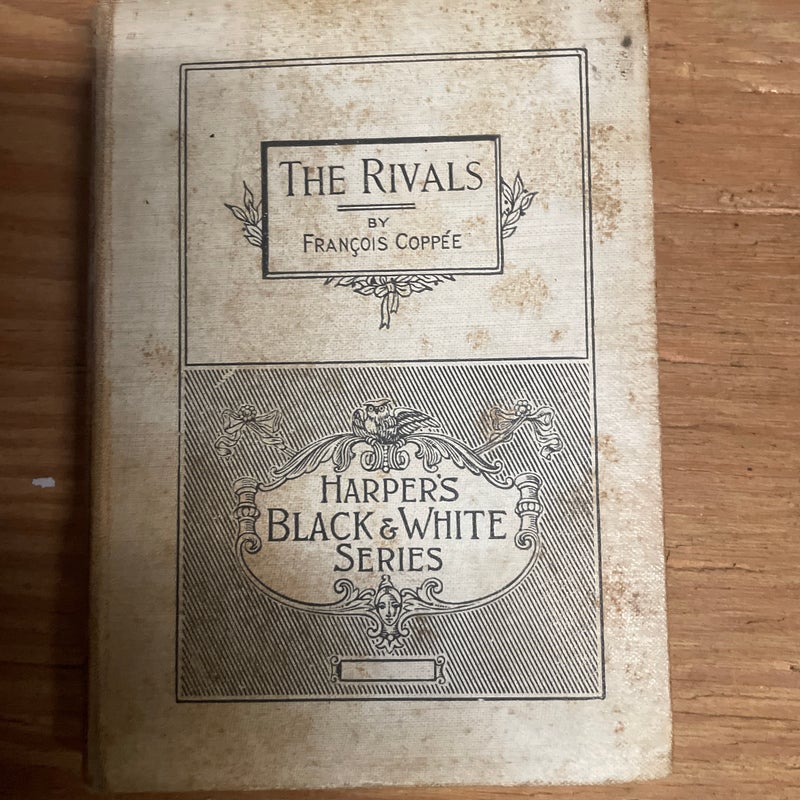 THE RIVALS
BY
FRANÇOIS COPPÉE
HARPER'S
BLACK & WHITE
SERIES